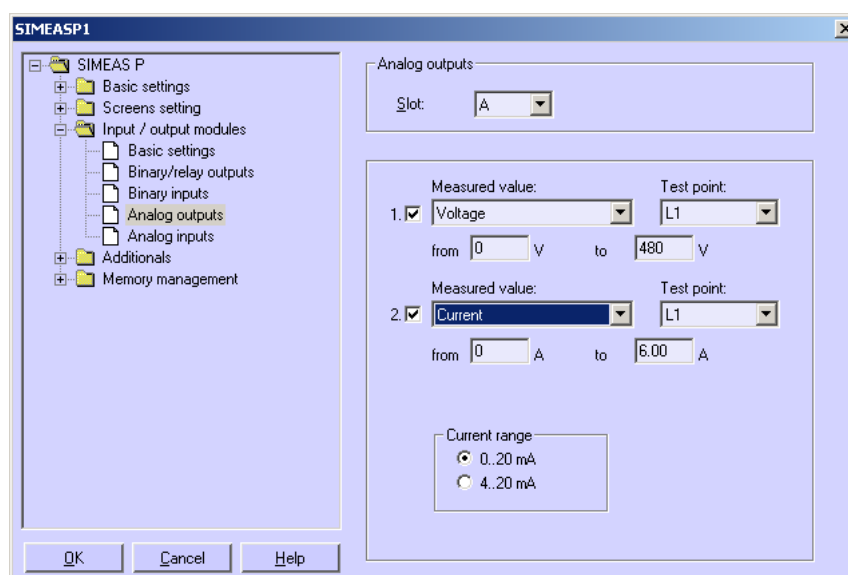 SIMEASP1
SIMEAS P
Basic settings
Screens setting
Input / output modules
Basic settings
Binary/relay outputs
Binary inputs
Analog outputs
Analog inputs
Additionals
Memory management
OK Cancel Help
Analog outputs
Slot: A
Measured value: Test point:
1. Voltage L1
from 0 V to 480 V
Measured value: Test point:
2. Current L1
from 0 A to 6.00 A
Current range
0..20 mA
4..20 mA